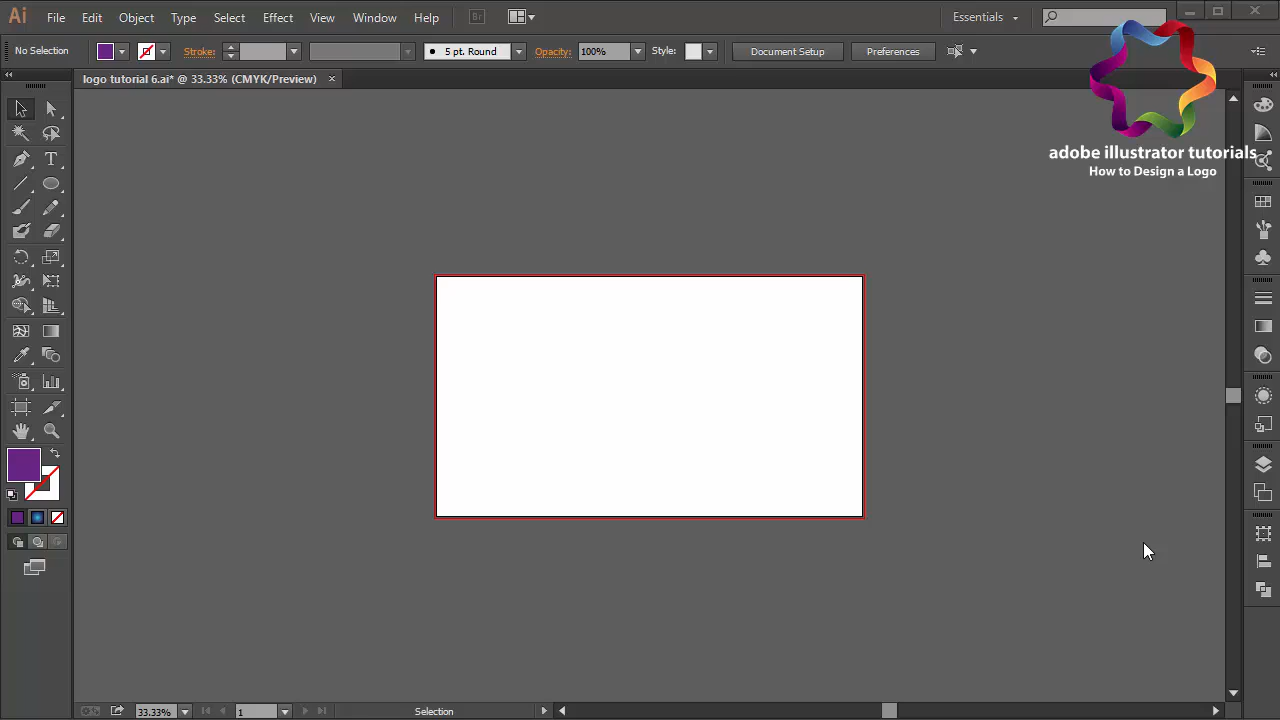 Ai File Edit Object Type Select Effect View Window Help Br Essentials
No Selection Stroke: 5 pt. Round Opacity: 100% Style: Document Setup Preferences
logo tutorial 6.ai* @ 33.33% (CMYK/Preview) ×
adobe illustrator tutorials
How to Design a Logo
33.33% 1 Selection